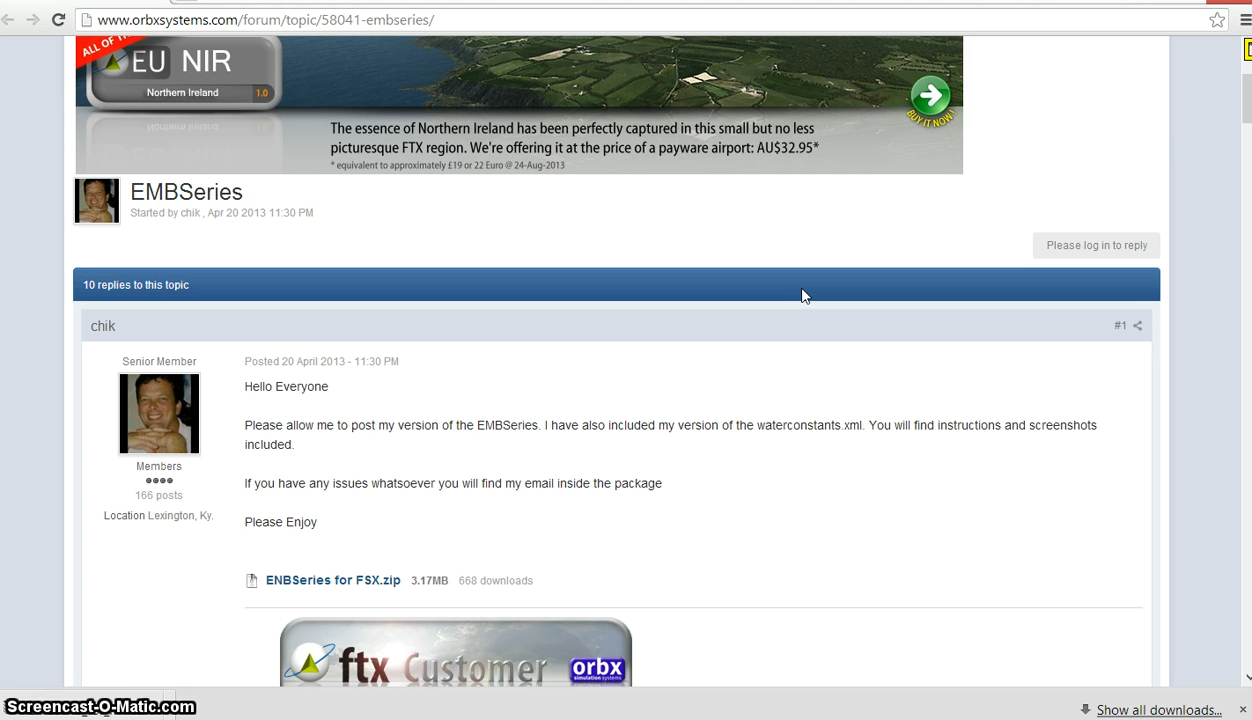 www.orbxsystems.com/forum/topic/58041-embseries/
ALL OF
EU NIR
Northern Ireland 1.0
BUY IT NOW!
The essence of Northern Ireland has been perfectly captured in this small but no less
picturesque FTX region. We're offering it at the price of a payware airport: AU$32.95*
* equivalent to approximately £19 or 22 Euro @ 24-Aug-2013
EMBSeries
Started by chik , Apr 20 2013 11:30 PM
Please log in to reply
10 replies to this topic
chik
#1
Senior Member
Posted 20 April 2013 - 11:30 PM
Hello Everyone
Please allow me to post my version of the EMBSeries. I have also included my version of the waterconstants.xml. You will find instructions and screenshots
included.
Members
If you have any issues whatsoever you will find my email inside the package
166 posts
Location Lexington, Ky.
Please Enjoy
ENBSeries for FSX.zip 3.17MB 668 downloads
ftx Customer orbx
simulation systems
Screencast-O-Matic.com
Show all downloads...